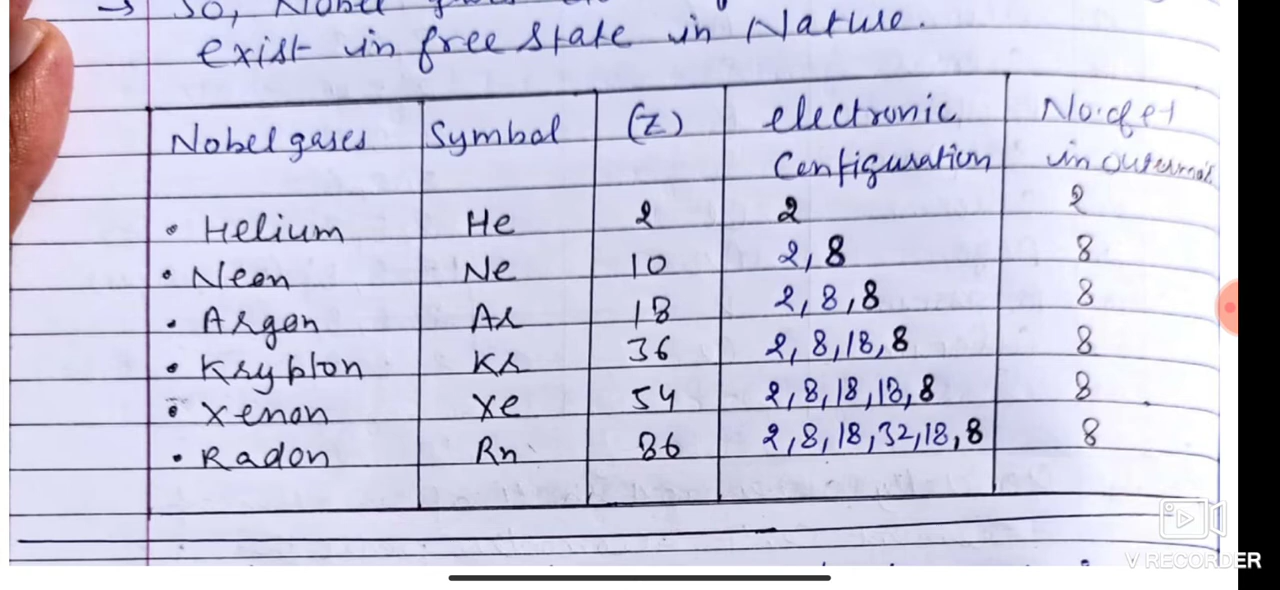 → So, Nobel
exist in free state in Nature.
Nobel gases Symbol (Z) electronic Configuration No. of e- in outermost
• Helium He 2 2 2
• Neon Ne 10 2, 8 8
• Argon Ar 18 2, 8, 8 8
• Krypton Kr 36 2, 8, 18, 8 8
• Xenon Xe 54 2, 8, 18, 18, 8 8
• Radon Rn 86 2, 8, 18, 32, 18, 8 8
V RECORDER